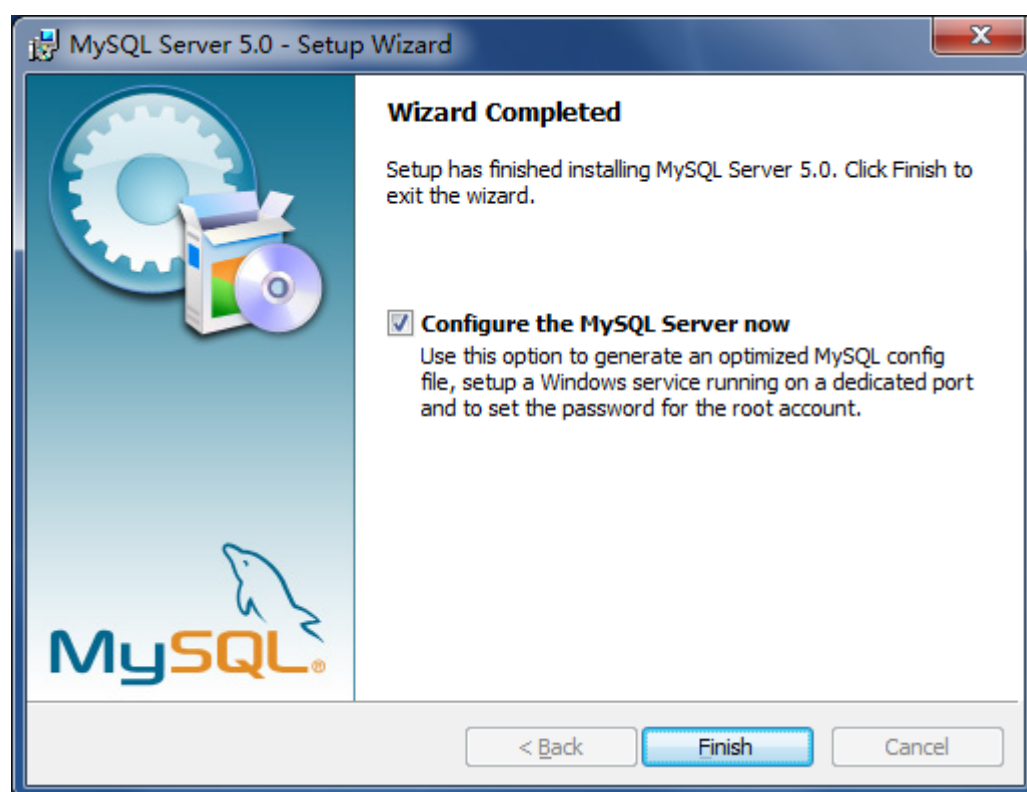 MySQL Server 5.0 - Setup Wizard
Wizard Completed
Setup has finished installing MySQL Server 5.0. Click Finish to
exit the wizard.
Configure the MySQL Server now
Use this option to generate an optimized MySQL config
file, setup a Windows service running on a dedicated port
and to set the password for the root account.
MySQL®
< Back
Finish
Cancel